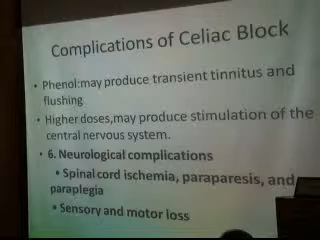 Complications of Celiac Block
• Phenol:may produce transient tinnitus and
flushing
• Higher doses,may produce stimulation of the
central nervous system.
• 6. Neurological complications
• Spinal cord ischemia, paraparesis, and
paraplegia
• Sensory and motor loss